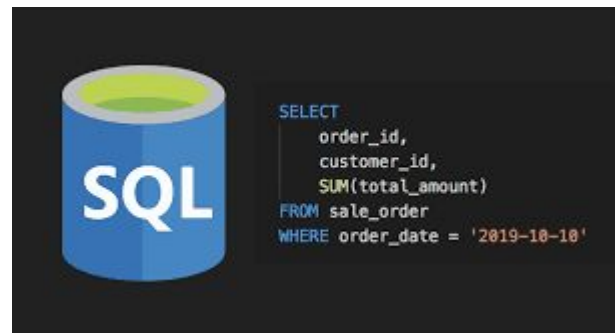 SQL
SELECT
order_id,
customer_id,
SUM(total_amount)
FROM sale_order
WHERE order_date = '2019-10-10'